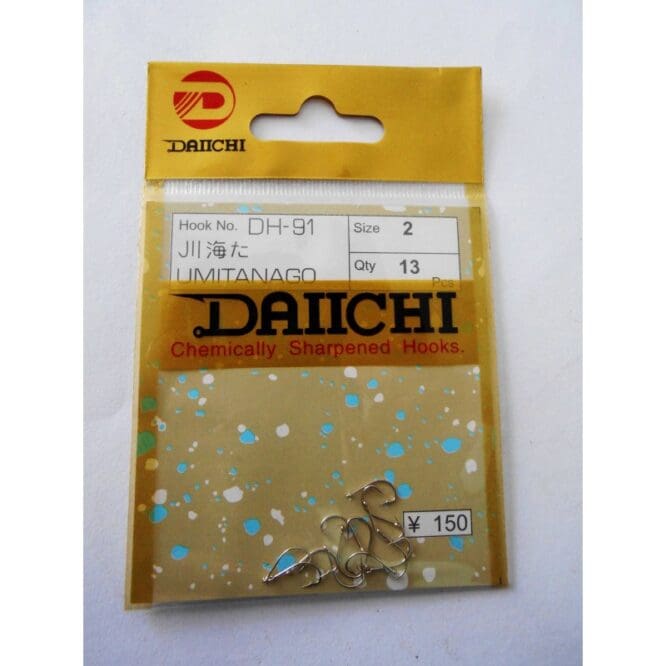 DAIICHI
Hook No. DH-91
川海た
UMITANAGO
Size 2
Qty 13
Pcs
DAIICHI
Chemically Sharpened Hooks.
¥ 150